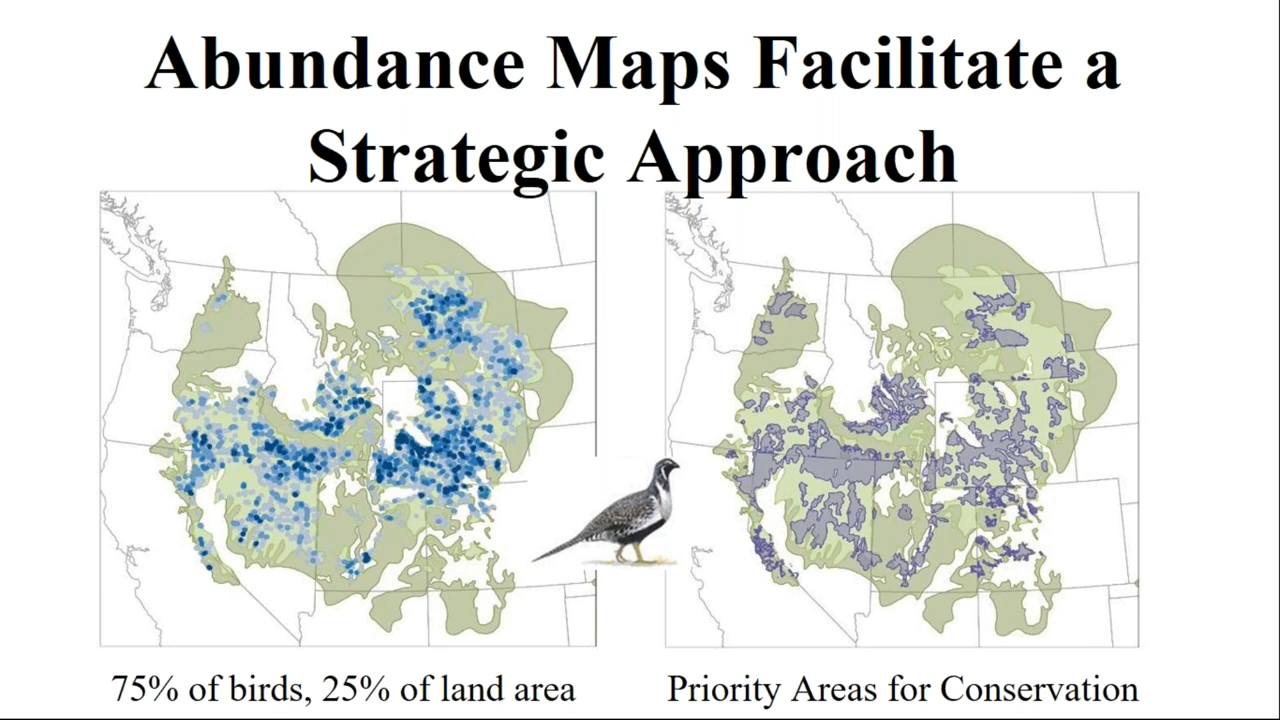 Abundance Maps Facilitate a
Strategic Approach
75% of birds, 25% of land area
Priority Areas for Conservation